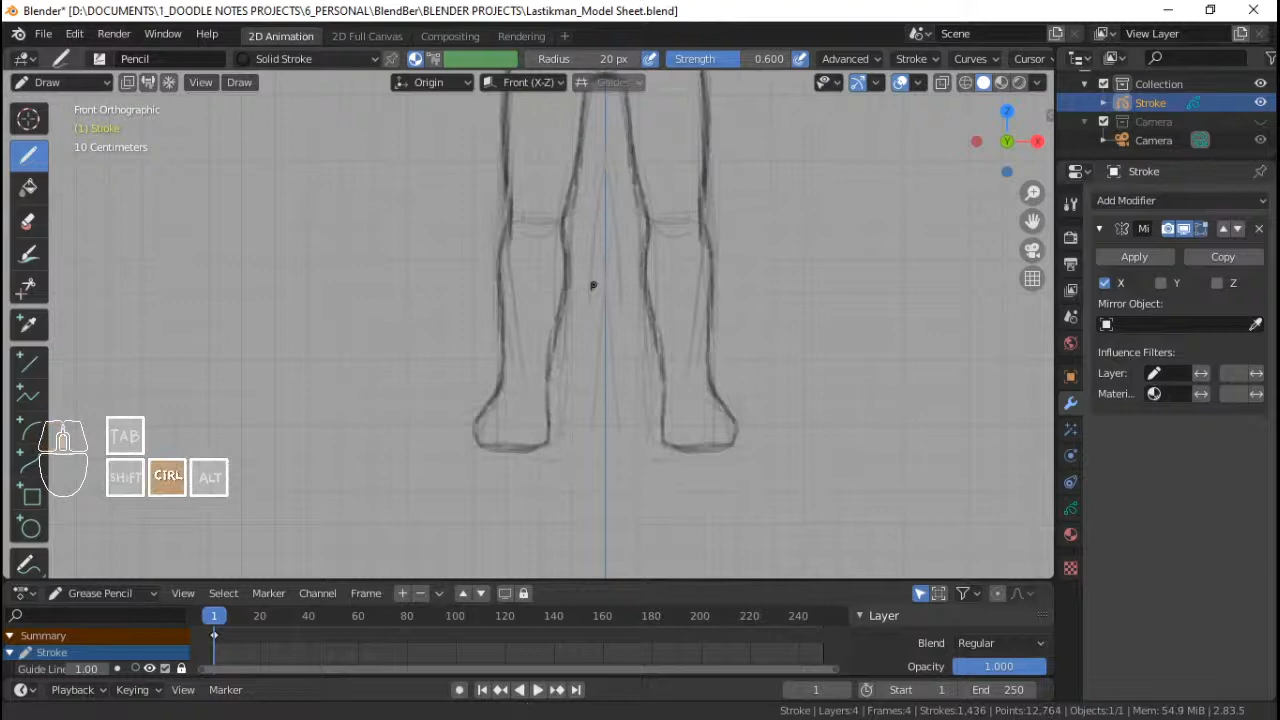 Blender* [D:\DOCUMENTS\1_DOODLE NOTES PROJECTS\6_PERSONAL\BlendBer\BLENDER PROJECTS\Lastikman_Model Sheet.blend]
File Edit Render Window Help 2D Animation 2D Full Canvas Compositing Rendering Scene View Layer
Pencil Solid Stroke Radius 20 px Strength 0.600 Advanced Stroke Curves Cursor
Draw View Draw Origin Front (X-Z) Guides
Collection
Stroke
Camera
Camera
Front Orthographic
(1) Stroke
10 Centimeters
Z
Y X
Stroke
Add Modifier
Mi
Apply Copy
X Y Z
Mirror Object:
Influence Filters:
Layer:
Materi..
TAB
SHIFT CTRL ALT
Grease Pencil View Select Marker Channel Frame
1 20 40 60 80 100 120 140 160 180 200 220 240
Summary
Stroke
Guide Line 1.00
Layer
Blend Regular
Opacity 1.000
Playback Keying View Marker 1 Start 1 End 250
Stroke | Layers:4 | Frames:4 | Strokes:1,436 | Points:12,764 | Objects:1/1 | Mem: 54.9 MiB | 2.83.5